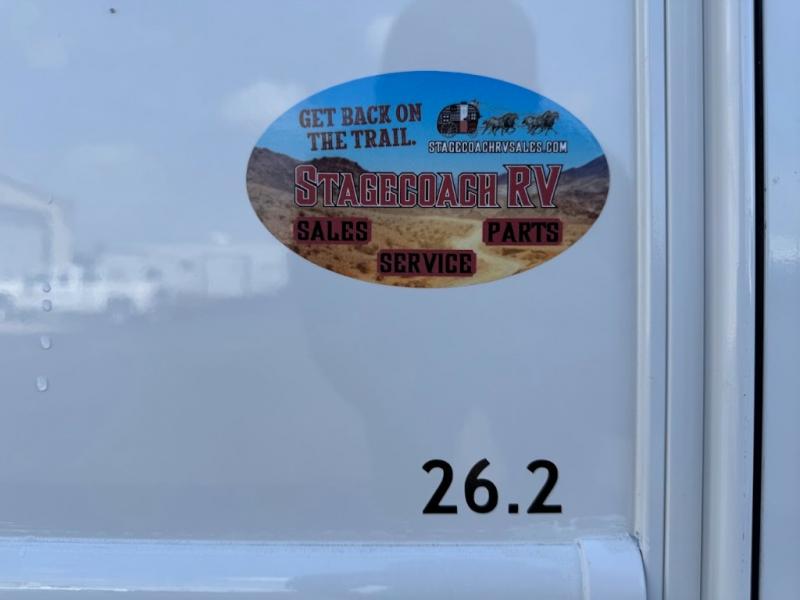 GET BACK ON
THE TRAIL.
STAGECOACHRVSALES.COM
STAGECOACH RV
SALES
PARTS
SERVICE
26.2